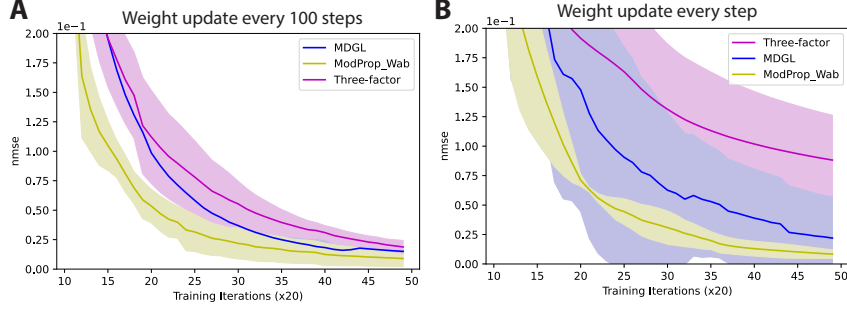 A
Weight update every 100 steps
1e−1
2.00
1.75
1.50
1.25
1.00
0.75
0.50
0.25
0.00
nmse
MDGL
ModProp_Wab
Three-factor
10 15 20 25 30 35 40 45 50
Training Iterations (x20)
B
Weight update every step
1e−1
2.00
1.75
1.50
1.25
1.00
0.75
0.50
0.25
0.00
nmse
Three-factor
MDGL
ModProp_Wab
10 15 20 25 30 35 40 45 50
Training Iterations (x20)